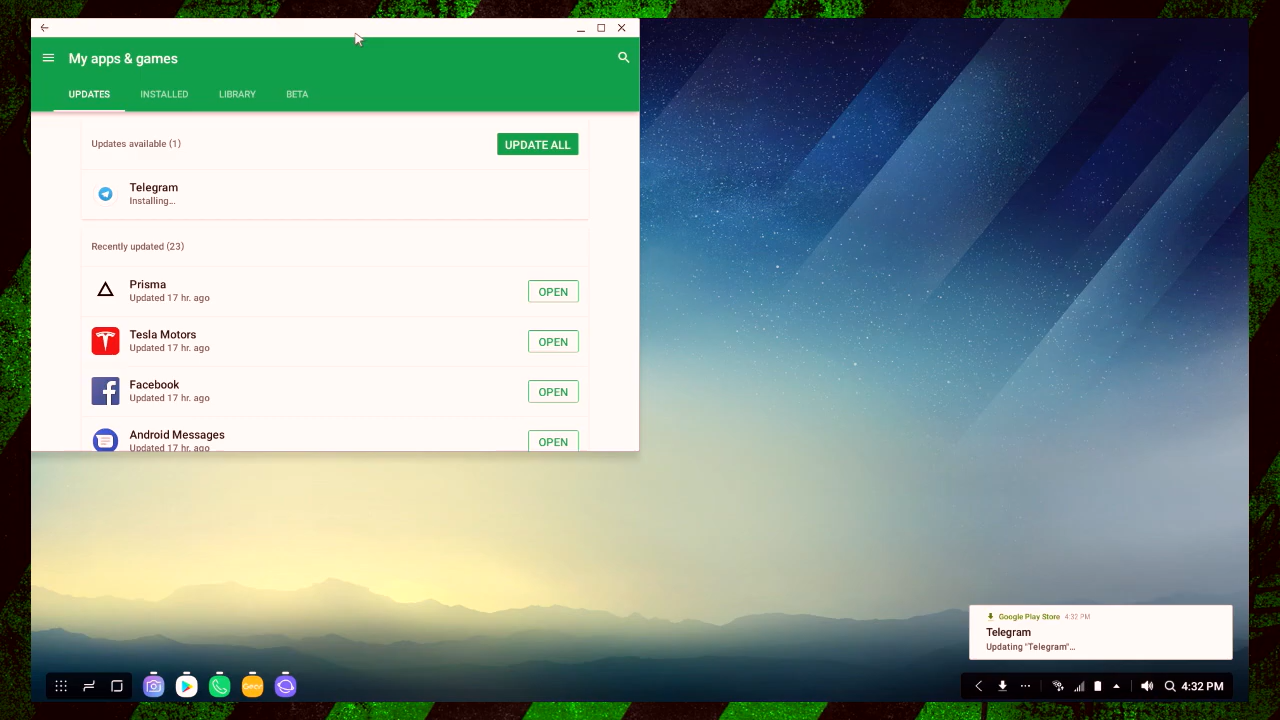 My apps & games
UPDATES INSTALLED LIBRARY BETA
Updates available (1)
UPDATE ALL
Telegram
Installing...
Recently updated (23)
Prisma
Updated 17 hr. ago
OPEN
Tesla Motors
Updated 17 hr. ago
OPEN
Facebook
Updated 17 hr. ago
OPEN
Android Messages
Updated 17 hr. ago
OPEN
Google Play Store 4:32 PM
Telegram
Updating "Telegram"...
4:32 PM